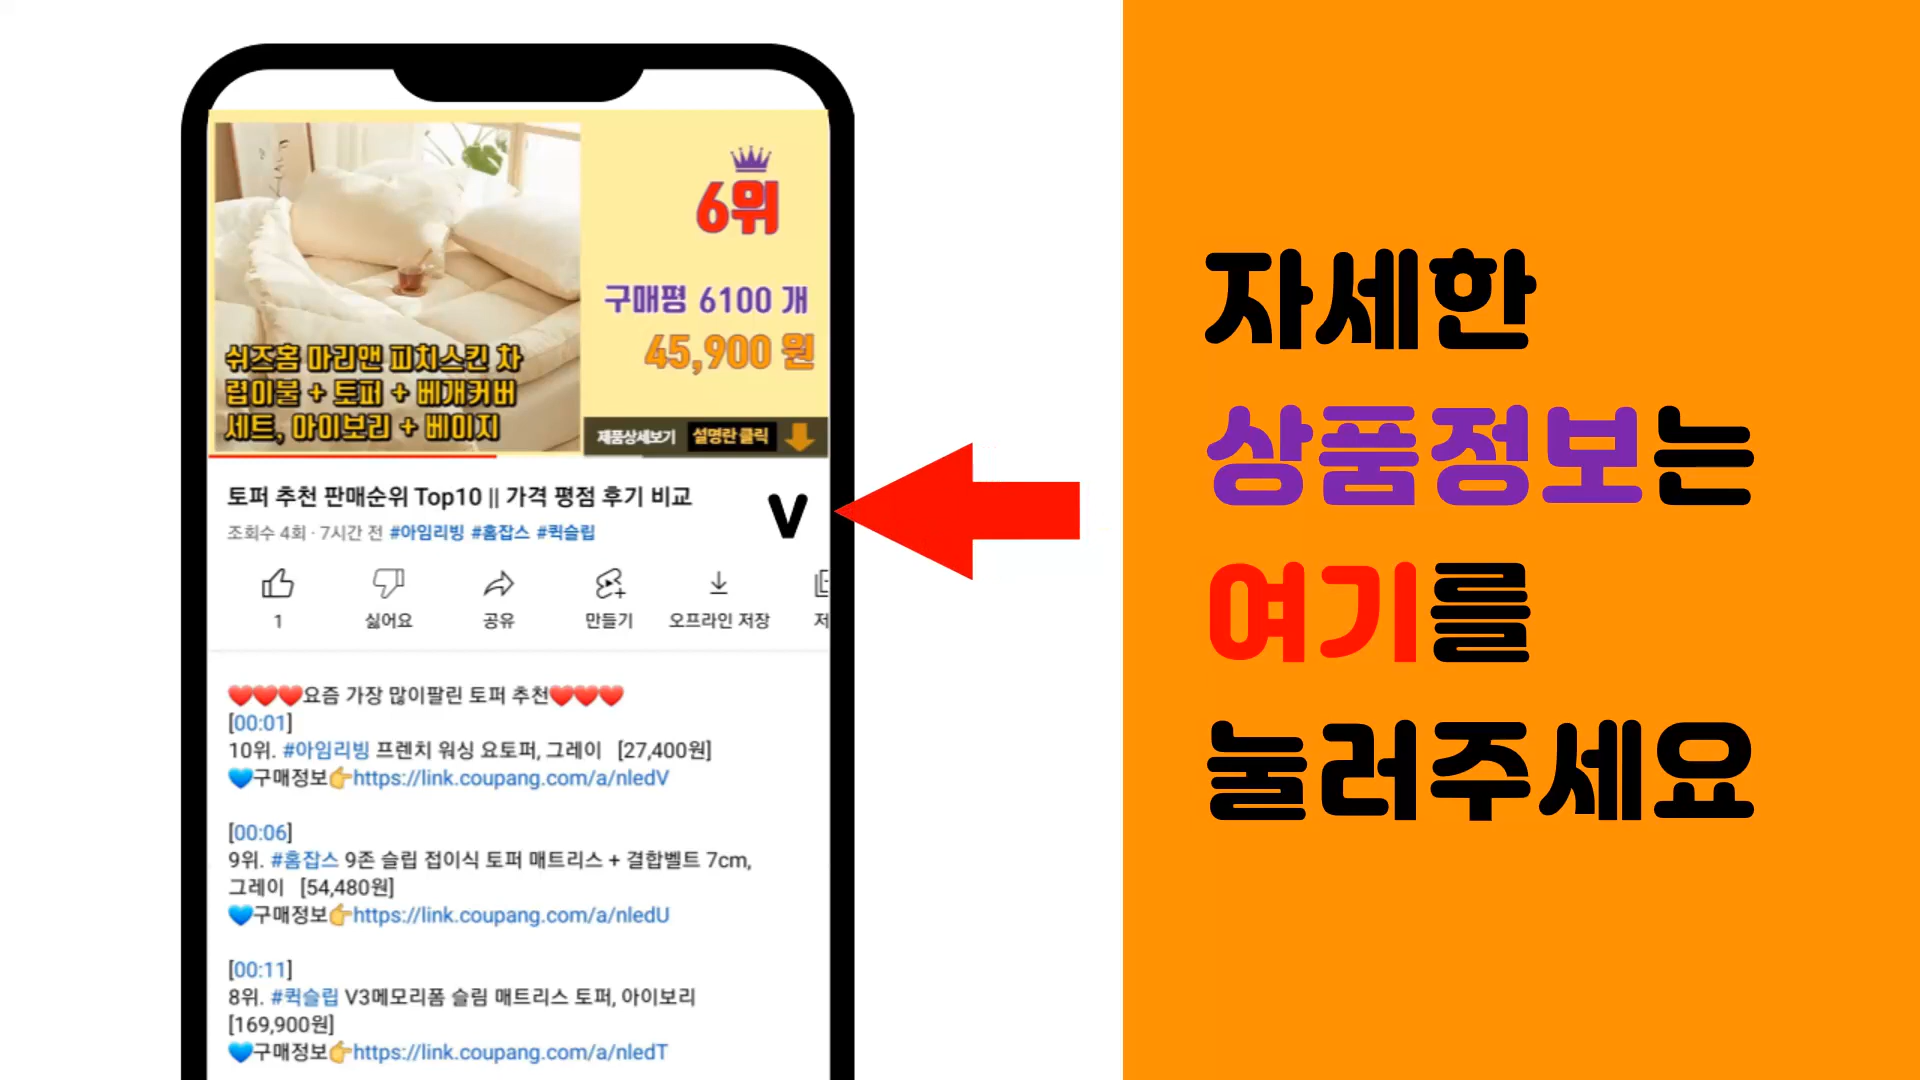 6위
구매평 6100 개
45,900 원
쉬즈홈 마리앤 피치스킨 차
렵이불 + 토퍼 + 베개커버
세트, 아이보리 + 베이지
제품상세보기 설명란 클릭
토퍼 추천 판매순위 Top10 || 가격 평점 후기 비교
V
조회수 4회 · 7시간 전 #아임리빙 #홈잡스 #퀵슬립
1 싫어요 공유 만들기 오프라인 저장 저
❤️❤️❤️요즘 가장 많이팔린 토퍼 추천❤️❤️❤️
[00:01]
10위. #아임리빙 프렌치 워싱 요토퍼, 그레이 [27,400원]
💙구매정보👉https://link.coupang.com/a/nledV
[00:06]
9위. #홈잡스 9존 슬립 접이식 토퍼 매트리스 + 결합벨트 7cm,
그레이 [54,480원]
💙구매정보👉https://link.coupang.com/a/nledU
[00:11]
8위. #퀵슬립 V3메모리폼 슬림 매트리스 토퍼, 아이보리
[169,900원]
💙구매정보👉https://link.coupang.com/a/nledT
자세한
상품정보는
여기를
눌러주세요